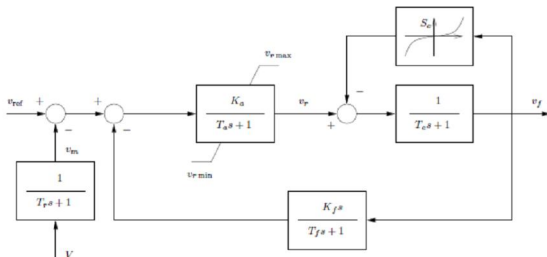 S_e
v_r max
v_ref + − + − K_a / T_a s + 1 v_r + − 1 / T_e s + 1 v_f
v_m
v_r min
1 / T_r s + 1
K_f s / T_f s + 1
V